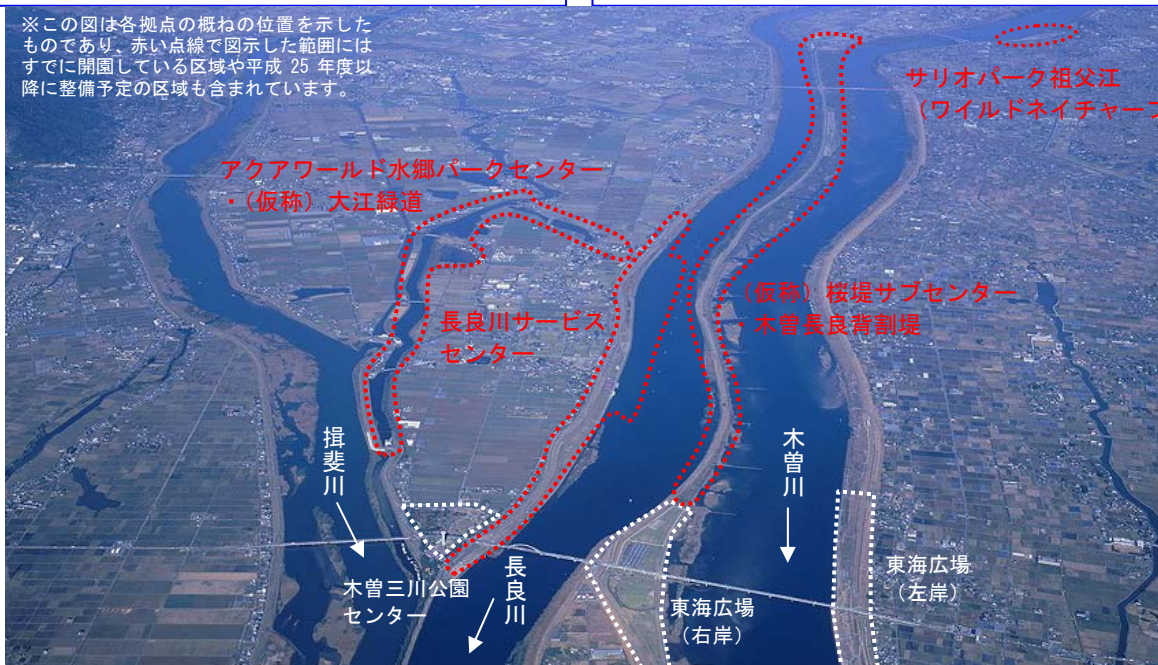 ※この図は各拠点の概ねの位置を示した
ものであり、赤い点線で図示した範囲には
すでに開園している区域や平成 25 年度以
降に整備予定の区域も含まれています。
サリオパーク祖父江
（ワイルドネイチャープ
アクアワールド水郷パークセンター
・（仮称）大江緑道
（仮称）桜堤サブセンター
・木曽長良背割堤
長良川サービス
センター
揖斐川
木曽川
木曽三川公園
センター
長良川
東海広場
（右岸）
東海広場
（左岸）